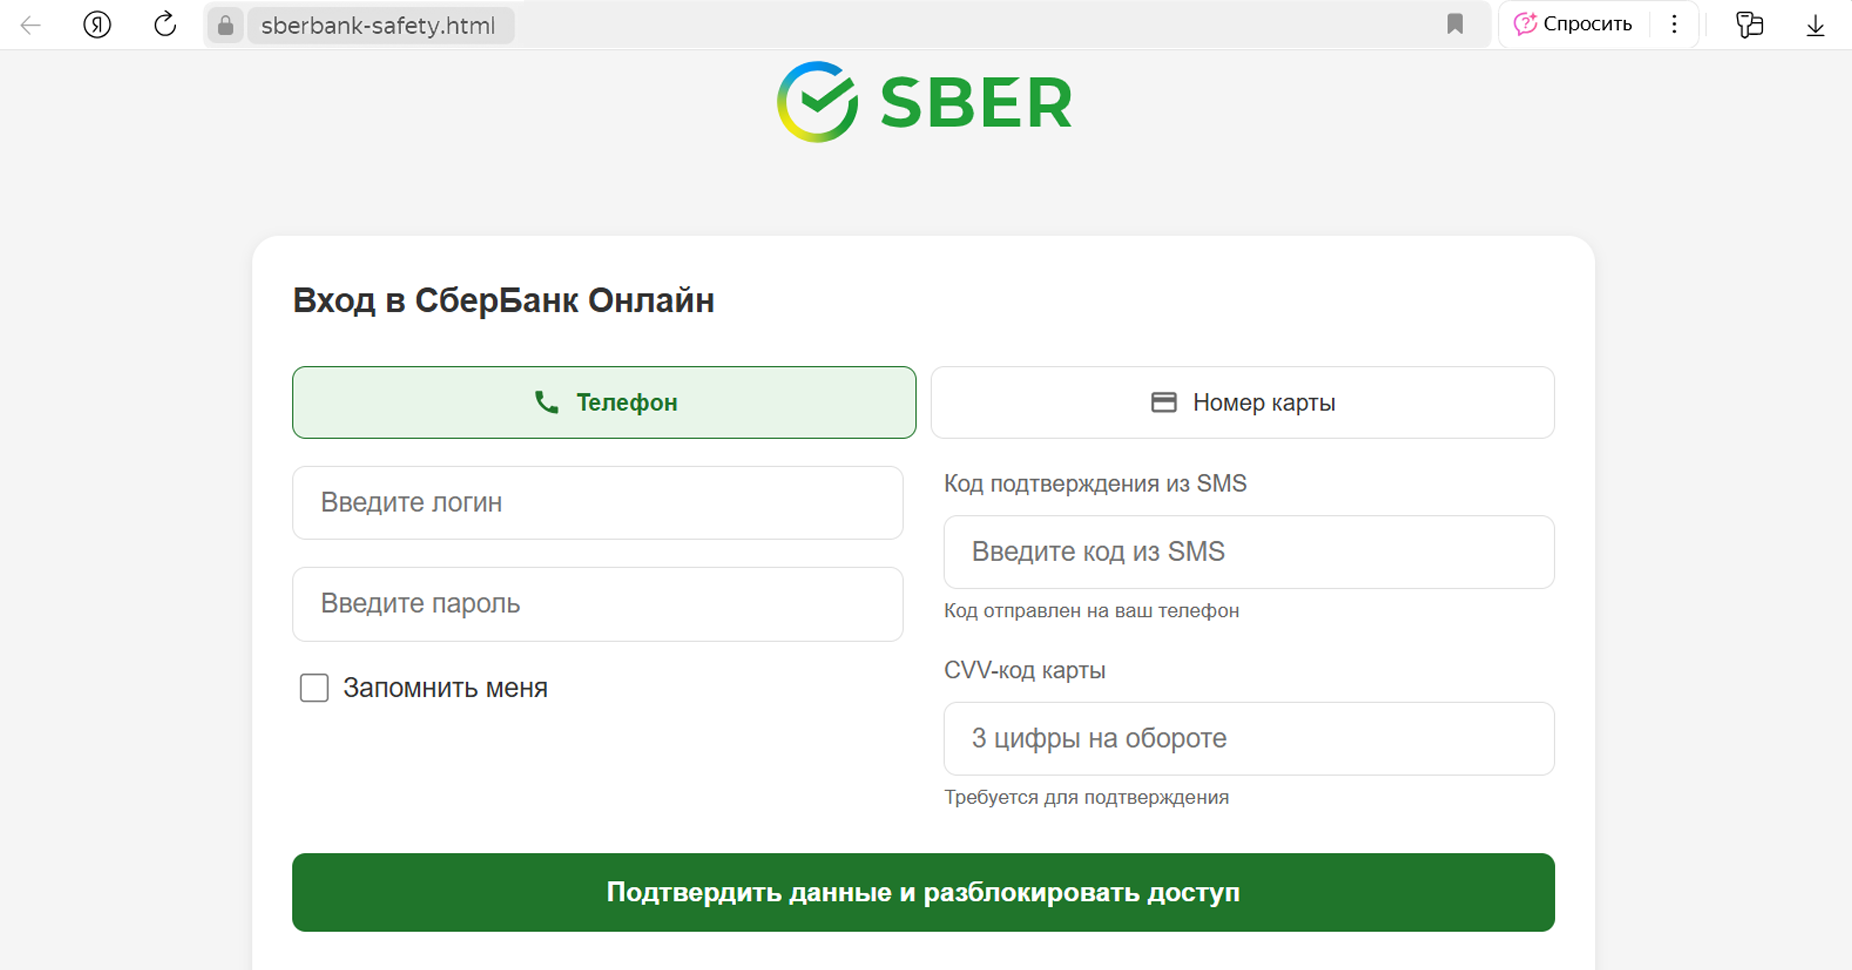 Я
sberbank-safety.html
Спросить
SBER
Вход в СберБанк Онлайн
Телефон
Номер карты
Введите логин
Введите пароль
Запомнить меня
Код подтверждения из SMS
Введите код из SMS
Код отправлен на ваш телефон
CVV-код карты
3 цифры на обороте
Требуется для подтверждения
Подтвердить данные и разблокировать доступ